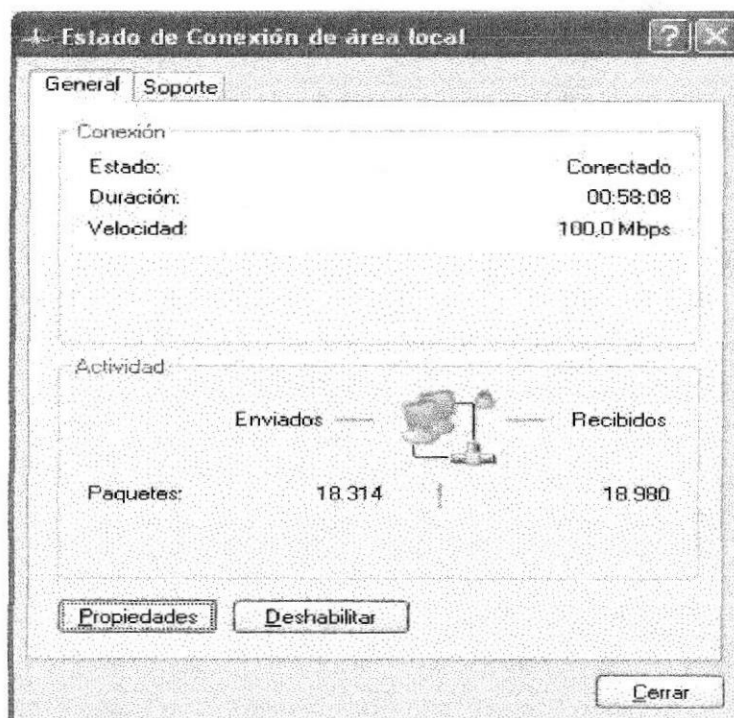 Estado de Conexión de área local
General Soporte
Conexión
Estado: Conectado
Duración: 00:58:08
Velocidad: 100,0 Mbps
Actividad
Enviados Recibidos
Paquetes: 18.314 18.980
Propiedades Deshabilitar
Cerrar